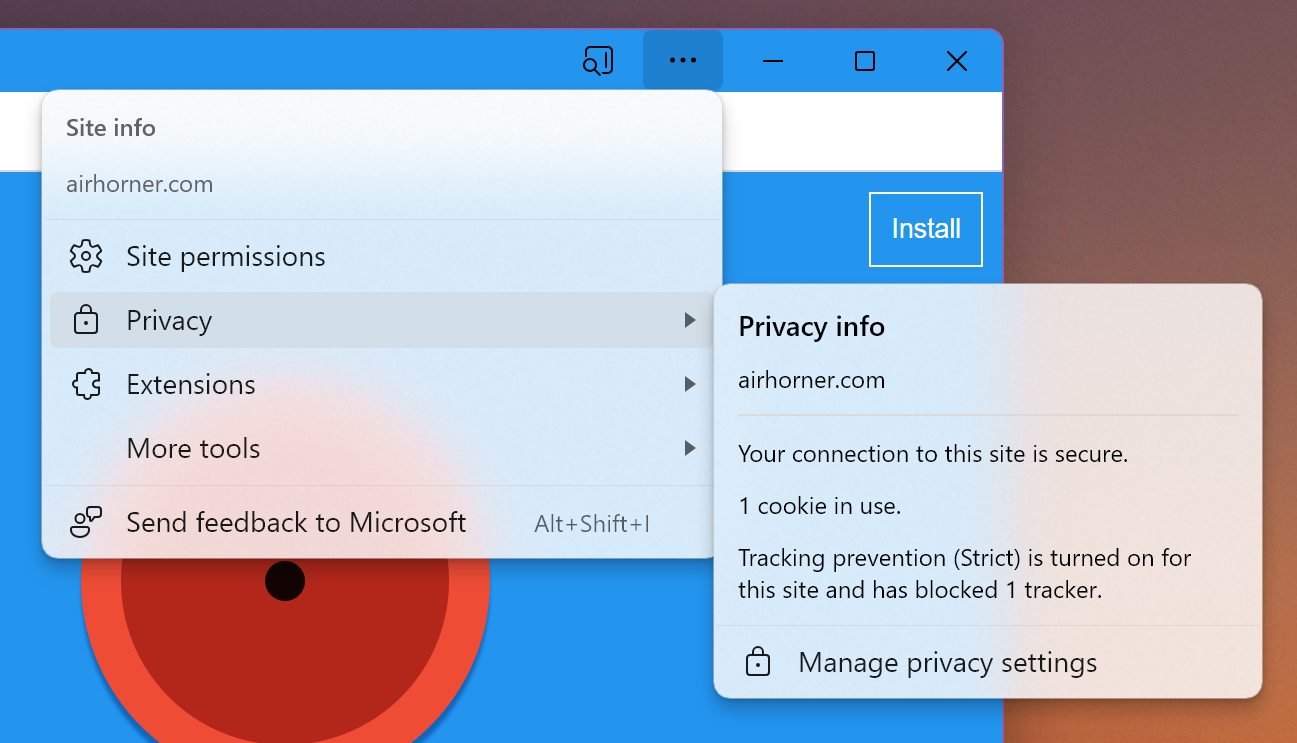 Site info
airhorner.com
Install
Site permissions
Privacy
Extensions
More tools
Send feedback to Microsoft Alt+Shift+I
Privacy info
airhorner.com
Your connection to this site is secure.
1 cookie in use.
Tracking prevention (Strict) is turned on for
this site and has blocked 1 tracker.
Manage privacy settings